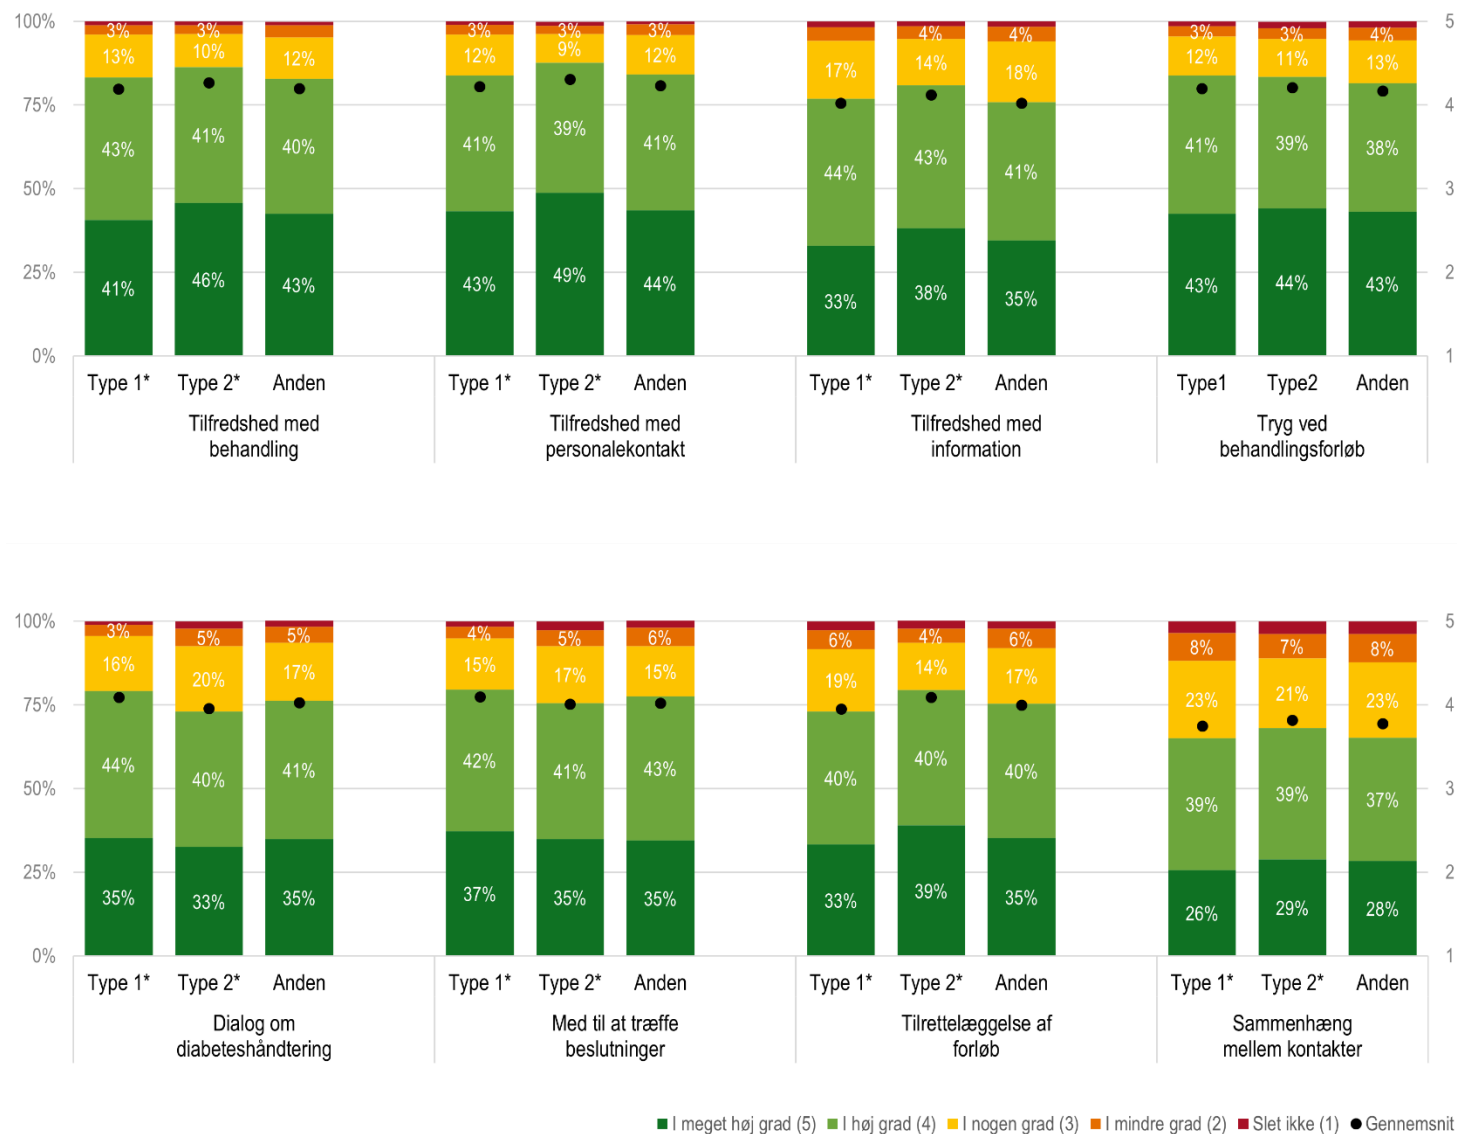 100%
3%
3%
3%
3%
3%
4%
4%
3%
3%
4%
5
13%
10%
12%
12%
9%
12%
17%
14%
18%
12%
11%
13%
75%
4
43%
41%
40%
41%
39%
41%
44%
43%
41%
41%
39%
38%
50%
3
25%
2
41%
46%
43%
43%
49%
44%
33%
38%
35%
43%
44%
43%
0%
1
Type 1*
Type 2*
Anden
Type 1*
Type 2*
Anden
Type 1*
Type 2*
Anden
Type1
Type2
Anden
Tilfredshed med
behandling
Tilfredshed med
personalekontakt
Tilfredshed med
information
Tryg ved
behandlingsforløb
100%
3%
5%
5%
4%
5%
6%
6%
4%
6%
8%
7%
8%
5
16%
20%
17%
15%
17%
15%
19%
14%
17%
23%
21%
23%
75%
4
44%
40%
41%
42%
41%
43%
40%
40%
40%
39%
39%
37%
50%
3
25%
2
35%
33%
35%
37%
35%
35%
33%
39%
35%
26%
29%
28%
0%
1
Type 1*
Type 2*
Anden
Type 1*
Type 2*
Anden
Type 1*
Type 2*
Anden
Type 1*
Type 2*
Anden
Dialog om
diabeteshåndtering
Med til at træffe
beslutninger
Tilrettelæggelse af
forløb
Sammenhæng
mellem kontakter
I meget høj grad (5) I høj grad (4) I nogen grad (3) I mindre grad (2) Slet ikke (1) Gennemsnit